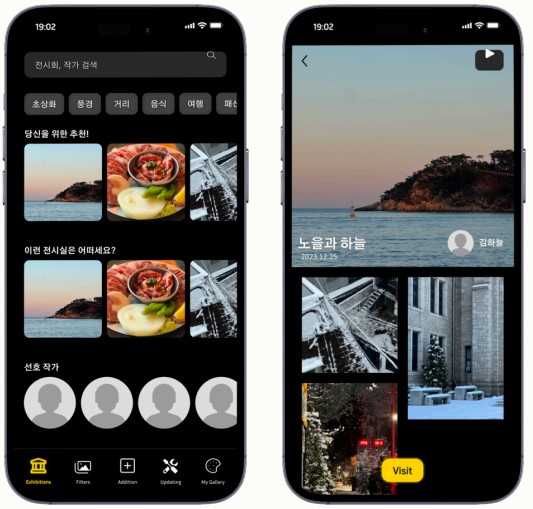 19:02
전시회, 작가 검색
초상화 풍경 거리 음식 여행 패션
당신을 위한 추천!
이런 전시실은 어떠세요?
선호 작가
Exhibitions Filters Addition Updating My Gallery
19:02
노을과 하늘
2023.12.25
김하늘
Visit